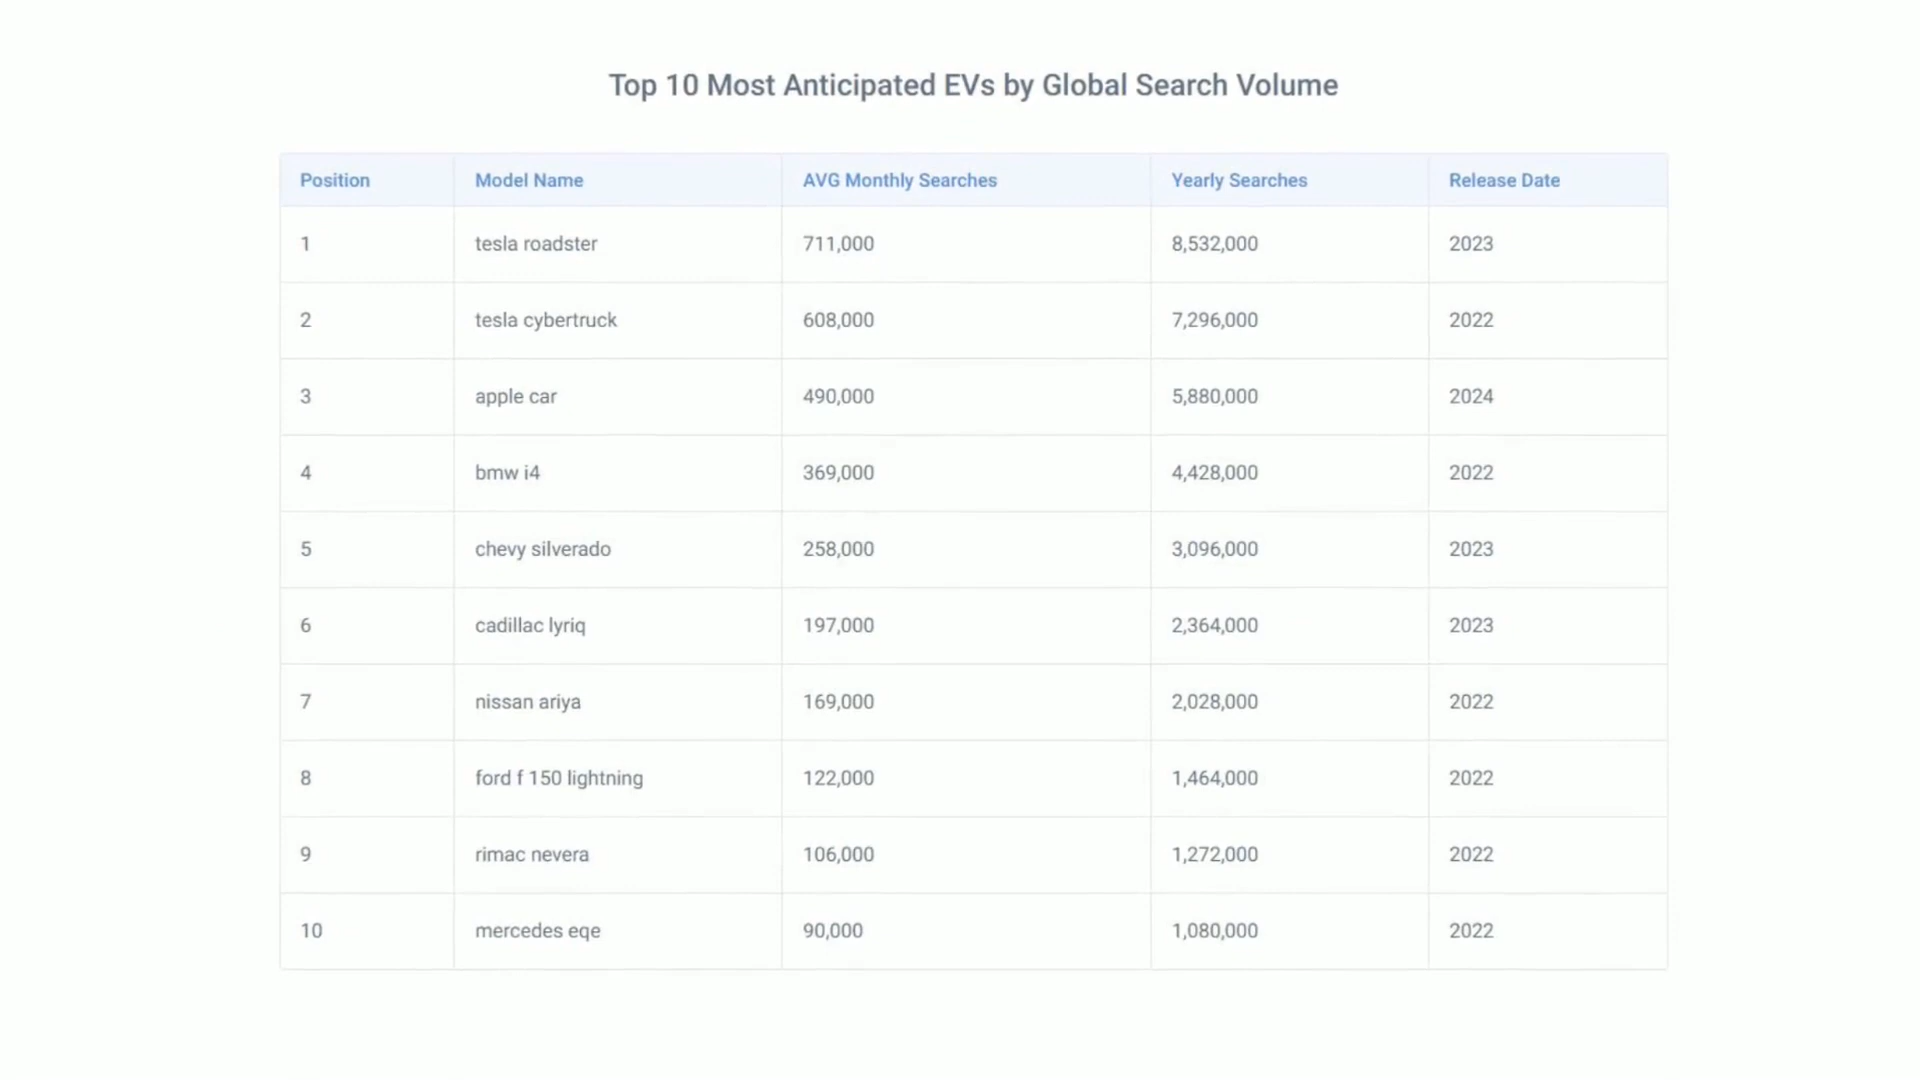 Top 10 Most Anticipated EVs by Global Search Volume
Position Model Name AVG Monthly Searches Yearly Searches Release Date
1 tesla roadster 711,000 8,532,000 2023
2 tesla cybertruck 608,000 7,296,000 2022
3 apple car 490,000 5,880,000 2024
4 bmw i4 369,000 4,428,000 2022
5 chevy silverado 258,000 3,096,000 2023
6 cadillac lyriq 197,000 2,364,000 2023
7 nissan ariya 169,000 2,028,000 2022
8 ford f 150 lightning 122,000 1,464,000 2022
9 rimac nevera 106,000 1,272,000 2022
10 mercedes eqe 90,000 1,080,000 2022